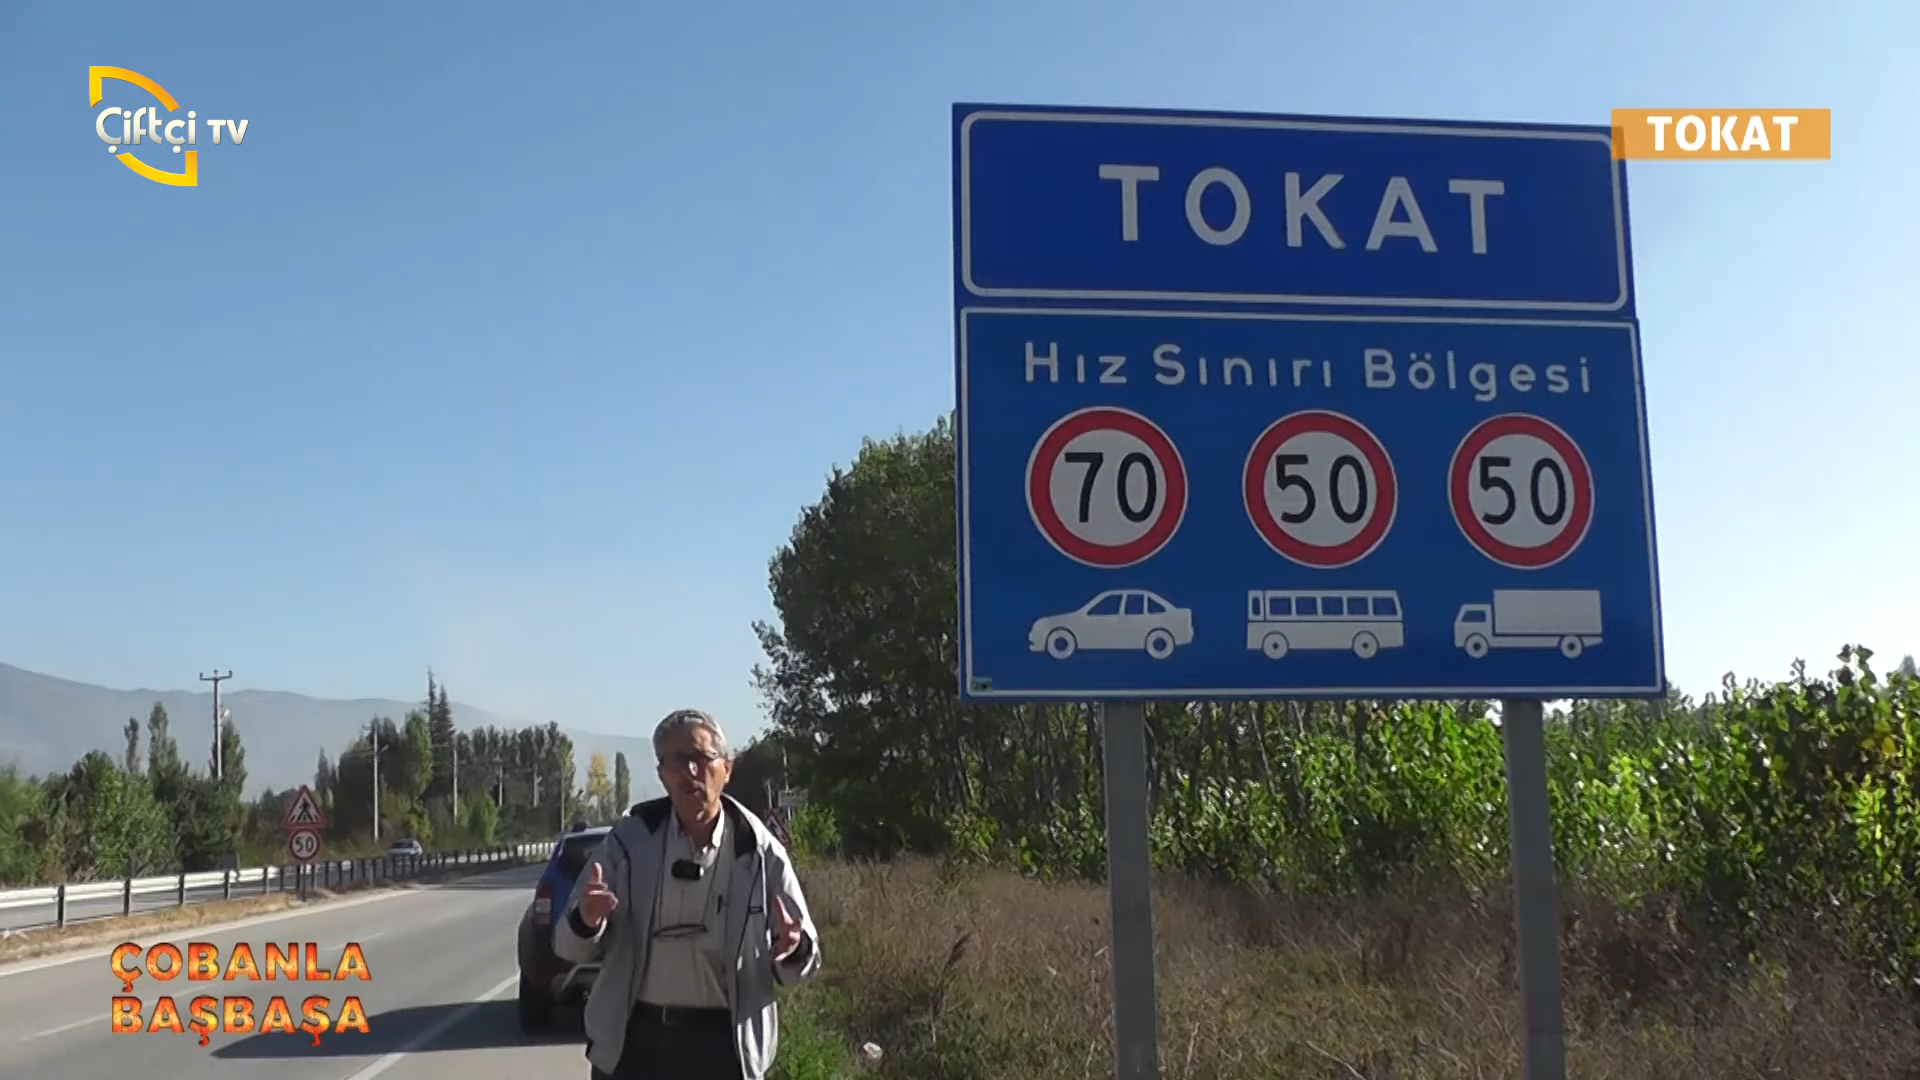 Çiftçi TV
TOKAT
TOKAT
Hız Sınırı Bölgesi
70 50 50
50
ÇOBANLA
BAŞBAŞA